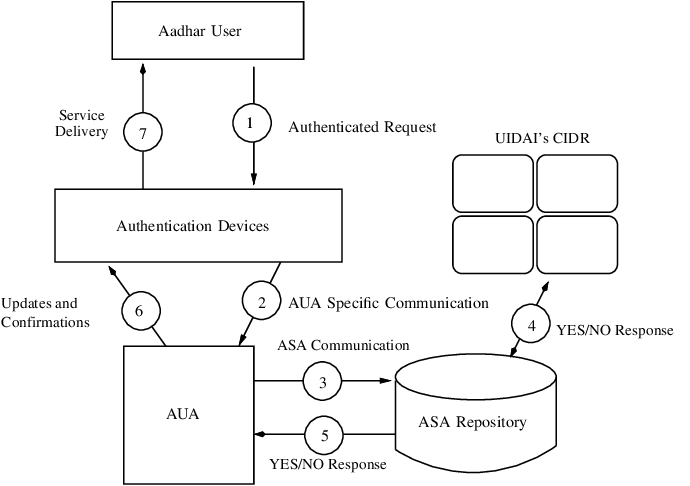 Aadhar User
Service
Delivery
7
1
Authenticated Request
UIDAI's CIDR
Authentication Devices
Updates and
Confirmations
6
2
AUA Specific Communication
4
YES/NO Response
ASA Communication
3
AUA
ASA Repository
5
YES/NO Response